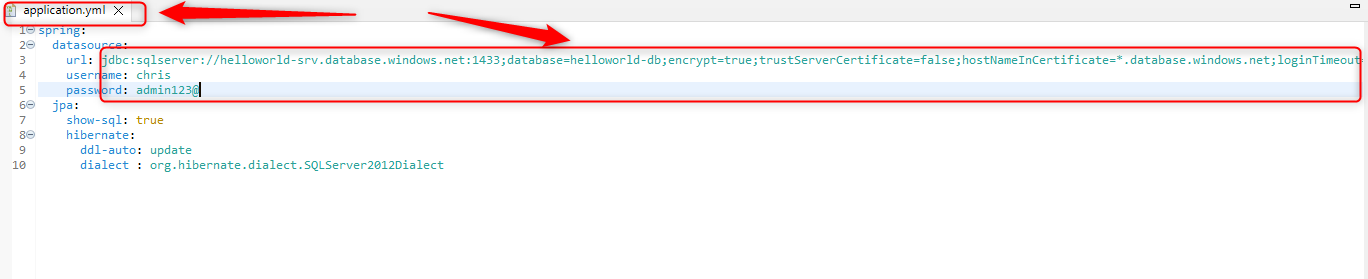 application.yml
1 spring:
2 datasource:
3 url: jdbc:sqlserver://helloworld-srv.database.windows.net:1433;database=helloworld-db;encrypt=true;trustServerCertificate=false;hostNameInCertificate=*.database.windows.net;loginTimeout=
4 username: chris
5 password: admin123@
6 jpa:
7 show-sql: true
8 hibernate:
9 ddl-auto: update
10 dialect : org.hibernate.dialect.SQLServer2012Dialect